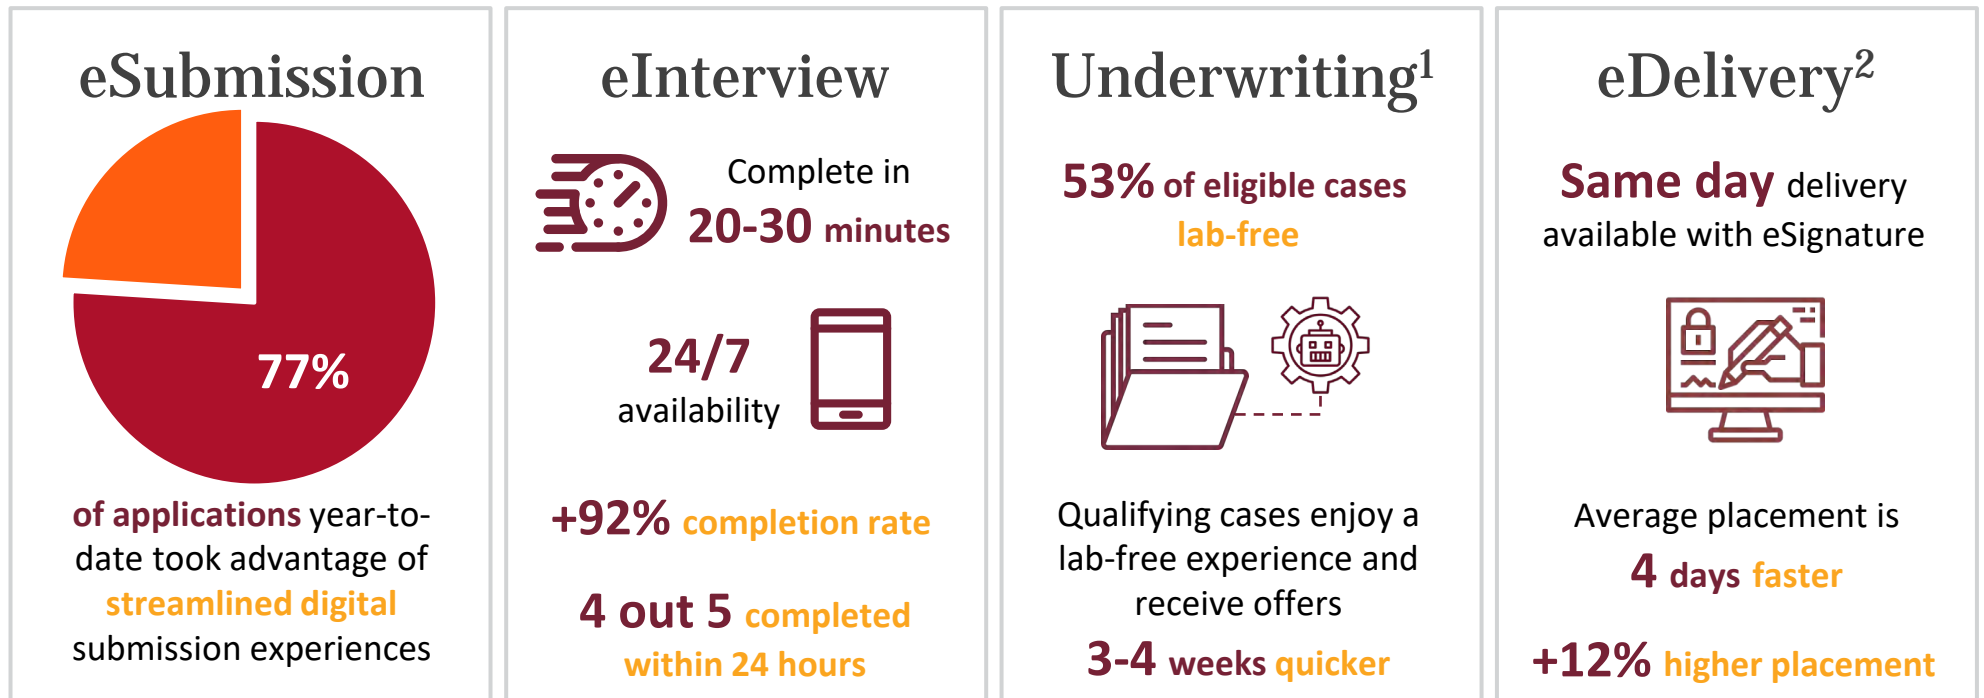 eSubmission
77%
of applications year-to-
date took advantage of
streamlined digital
submission experiences
eInterview
Complete in
20-30 minutes
24/7
availability
+92% completion rate
4 out 5 completed
within 24 hours
Underwriting¹
53% of eligible cases
lab-free
Qualifying cases enjoy a
lab-free experience and
receive offers
3-4 weeks quicker
eDelivery²
Same day delivery
available with eSignature
Average placement is
4 days faster
+12% higher placement